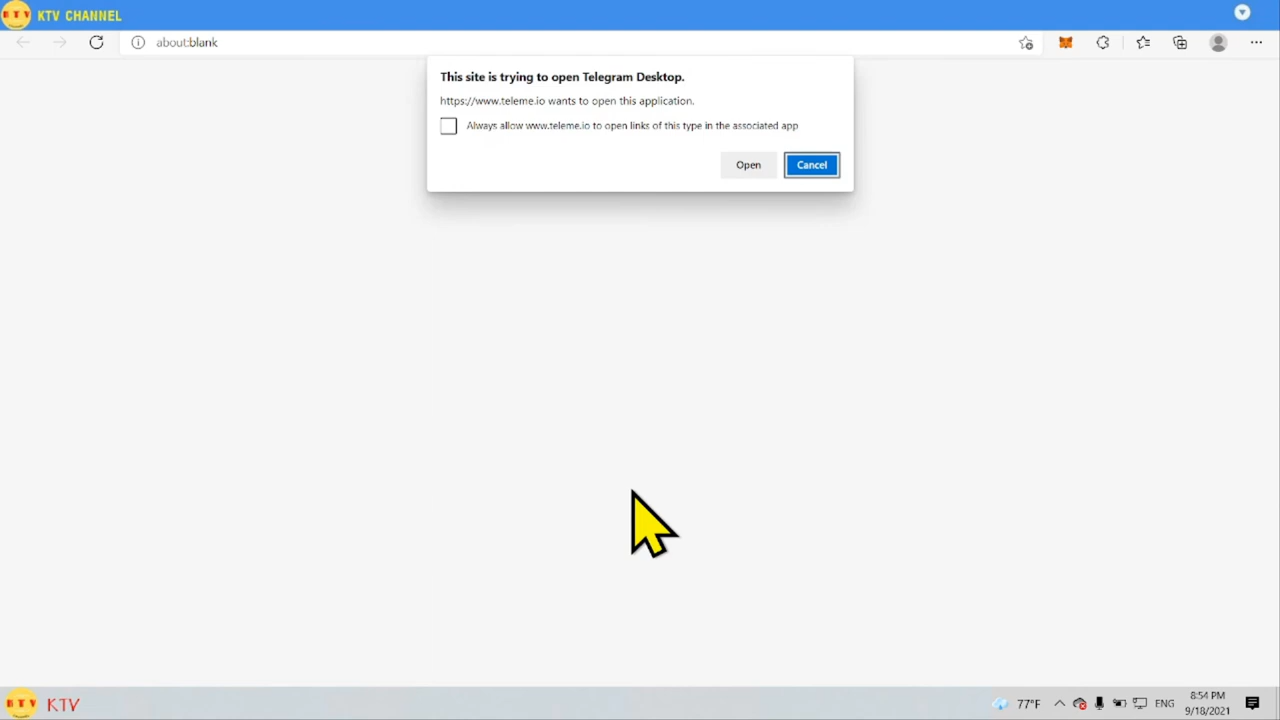 KTV KTV CHANNEL
about:blank
This site is trying to open Telegram Desktop.
https://www.teleme.io wants to open this application.
Always allow www.teleme.io to open links of this type in the associated app
Open Cancel
KTV KTV
77°F ENG 8:54 PM
9/18/2021